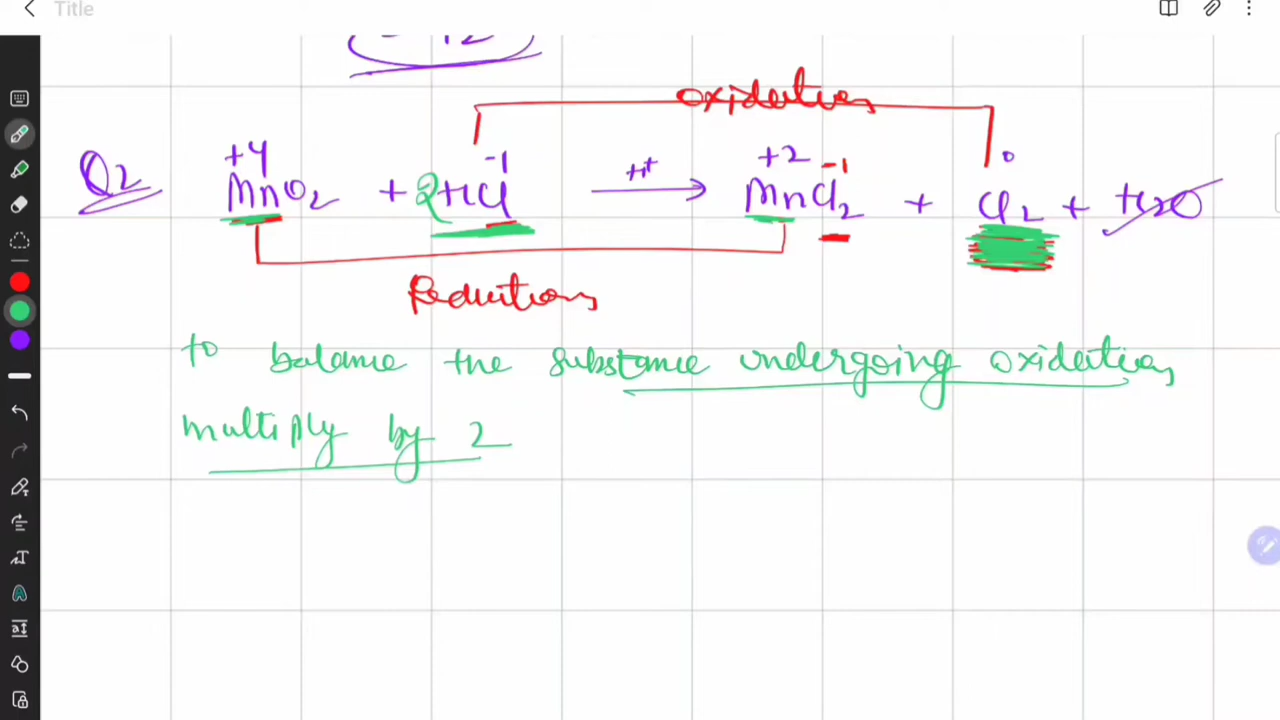 Title
oxidation
Q2
+4 -1 H+ +2 -1 0
MnO2 + 2HCl → MnCl2 + Cl2 + H2O
Reduction
to balance the substance undergoing oxidation
multiply by 2